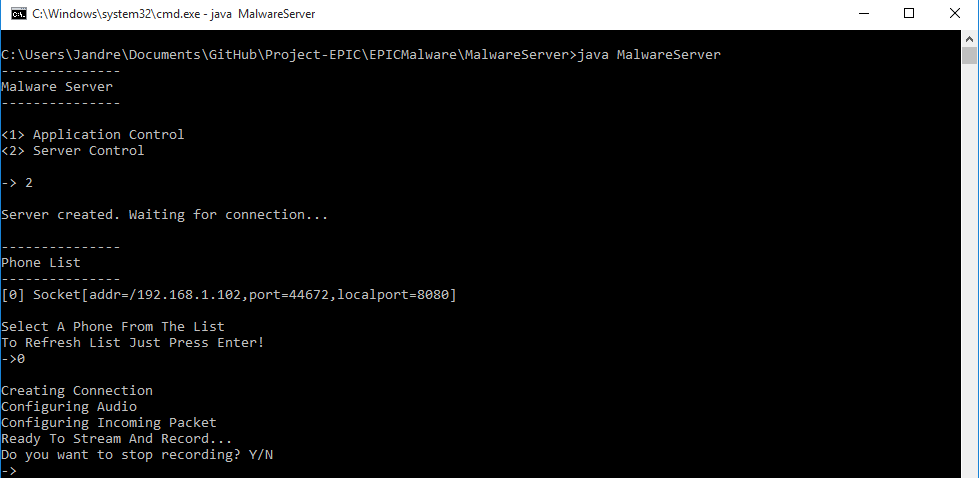 C:\Windows\system32\cmd.exe - java  MalwareServer
C:\Users\Jandre\Documents\GitHub\Project-EPIC\EPICMalware\MalwareServer>java MalwareServer
---------------
Malware Server
---------------
<1> Application Control
<2> Server Control
-> 2
Server created. Waiting for connection...
---------------
Phone List
---------------
[0] Socket[addr=/192.168.1.102,port=44672,localport=8080]
Select A Phone From The List
To Refresh List Just Press Enter!
->0
Creating Connection
Configuring Audio
Configuring Incoming Packet
Ready To Stream And Record...
Do you want to stop recording? Y/N
->